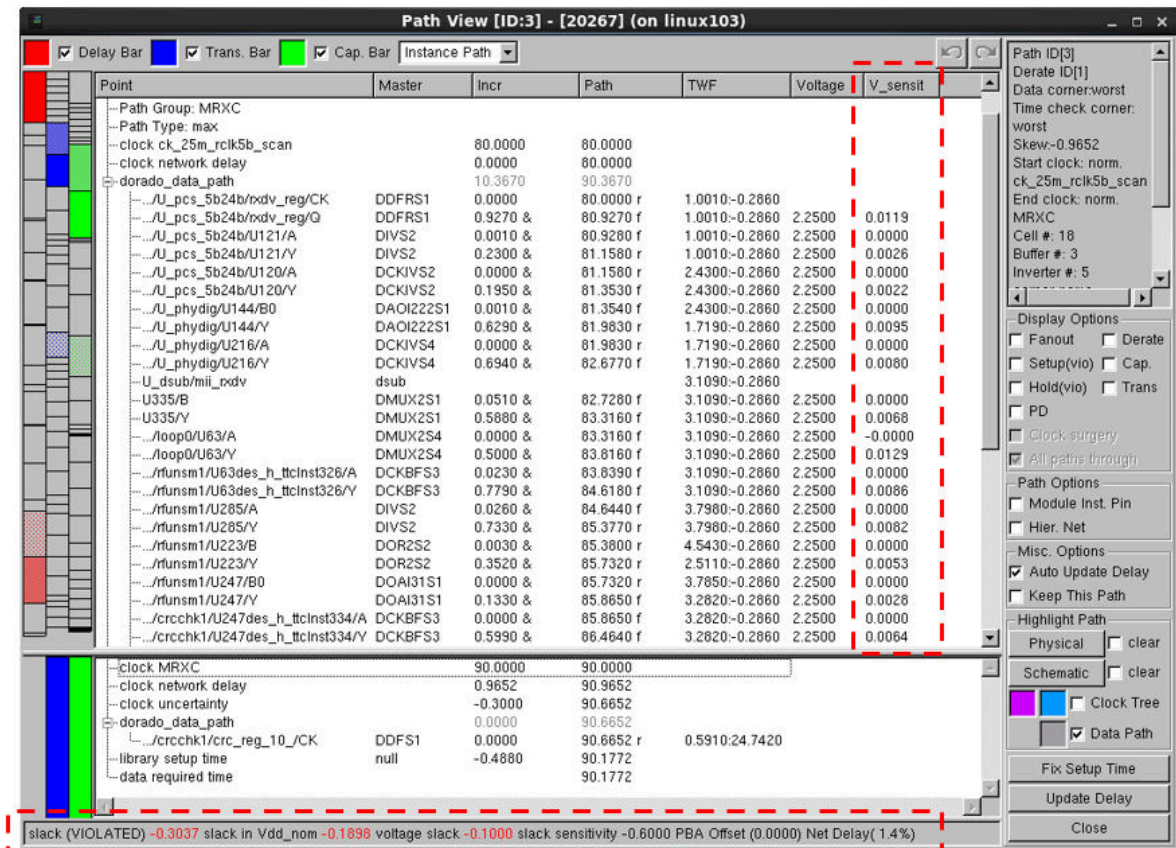 Path View [ID:3] - [20267] (on linux103)
Delay Bar Trans. Bar Cap. Bar Instance Path
Point Master Incr Path TWF Voltage V_sensit
Path Group: MRXC
Path Type: max
clock ck_25m_rclk5b_scan 80.0000 80.0000
clock network delay 0.0000 80.0000
dorado_data_path 10.3670 90.3670
.../U_pcs_5b24b/rxdv_reg/CK DDFRS1 0.0000 80.0000 r 1.0010:-0.2860
.../U_pcs_5b24b/rxdv_reg/Q DDFRS1 0.9270 & 80.9270 f 1.0010:-0.2860 2.2500 0.0119
.../U_pcs_5b24b/U121/A DIVS2 0.0010 & 80.9280 f 1.0010:-0.2860 2.2500 0.0000
.../U_pcs_5b24b/U121/Y DIVS2 0.2300 & 81.1580 r 1.0010:-0.2860 2.2500 0.0026
.../U_pcs_5b24b/U120/A DCKIVS2 0.0000 & 81.1580 r 2.4300:-0.2860 2.2500 0.0000
.../U_pcs_5b24b/U120/Y DCKIVS2 0.1950 & 81.3530 f 2.4300:-0.2860 2.2500 0.0022
.../U_phydig/U144/B0 DAOI222S1 0.0010 & 81.3540 f 2.4300:-0.2860 2.2500 0.0000
.../U_phydig/U144/Y DAOI222S1 0.6290 & 81.9830 r 1.7190:-0.2860 2.2500 0.0095
.../U_phydig/U216/A DCKIVS4 0.0000 & 81.9830 r 1.7190:-0.2860 2.2500 0.0000
.../U_phydig/U216/Y DCKIVS4 0.6940 & 82.6770 f 1.7190:-0.2860 2.2500 0.0080
U_dsub/mii_rxdv dsub 3.1090:-0.2860
U335/B DMUX2S1 0.0510 & 82.7280 f 3.1090:-0.2860 2.2500 0.0000
U335/Y DMUX2S1 0.5880 & 83.3160 f 3.1090:-0.2860 2.2500 0.0068
.../loop0/U63/A DMUX2S4 0.0000 & 83.3160 f 3.1090:-0.2860 2.2500 -0.0000
.../loop0/U63/Y DMUX2S4 0.5000 & 83.8160 f 3.1090:-0.2860 2.2500 0.0129
.../rfunsm1/U63des_h_ttcInst326/A DCKBFS3 0.0230 & 83.8390 f 3.1090:-0.2860 2.2500 0.0000
.../rfunsm1/U63des_h_ttcInst326/Y DCKBFS3 0.7790 & 84.6180 f 3.1090:-0.2860 2.2500 0.0086
.../rfunsm1/U285/A DIVS2 0.0260 & 84.6440 f 3.7980:-0.2860 2.2500 0.0000
.../rfunsm1/U285/Y DIVS2 0.7330 & 85.3770 r 3.7980:-0.2860 2.2500 0.0082
.../rfunsm1/U223/B DOR2S2 0.0030 & 85.3800 r 4.5430:-0.2860 2.2500 0.0000
.../rfunsm1/U223/Y DOR2S2 0.3520 & 85.7320 r 2.5110:-0.2860 2.2500 0.0053
.../rfunsm1/U247/B0 DOAI31S1 0.0000 & 85.7320 r 3.7850:-0.2860 2.2500 0.0000
.../rfunsm1/U247/Y DOAI31S1 0.1330 & 85.8650 f 3.2820:-0.2860 2.2500 0.0028
.../crcchk1/U247des_h_ttcInst334/A DCKBFS3 0.0000 & 85.8650 f 3.2820:-0.2860 2.2500 0.0000
.../crcchk1/U247des_h_ttcInst334/Y DCKBFS3 0.5990 & 86.4640 f 3.2820:-0.2860 2.2500 0.0064
clock MRXC 90.0000 90.0000
clock network delay 0.9652 90.9652
clock uncertainty -0.3000 90.6652
dorado_data_path 0.0000 90.6652
.../crcchk1/crc_reg_10_/CK DDFS1 0.0000 90.6652 r 0.5910:24.7420
library setup time null -0.4880 90.1772
data required time 90.1772
slack (VIOLATED) -0.3037 slack in Vdd_nom -0.1898 voltage slack -0.1000 slack sensitivity -0.6000 PBA Offset (0.0000) Net Delay( 1.4%)
Path ID[3]
Derate ID[1]
Data corner:worst
Time check corner:
worst
Skew:-0.9652
Start clock: norm.
ck_25m_rclk5b_scan
End clock: norm.
MRXC
Cell #: 18
Buffer #: 3
Inverter #: 5
Display Options
Fanout Derate
Setup(vio) Cap.
Hold(vio) Trans
PD
Clock surgery
All paths through
Path Options
Module Inst. Pin
Hier. Net
Misc. Options
Auto Update Delay
Keep This Path
Highlight Path
Physical clear
Schematic clear
Clock Tree
Data Path
Fix Setup Time
Update Delay
Close